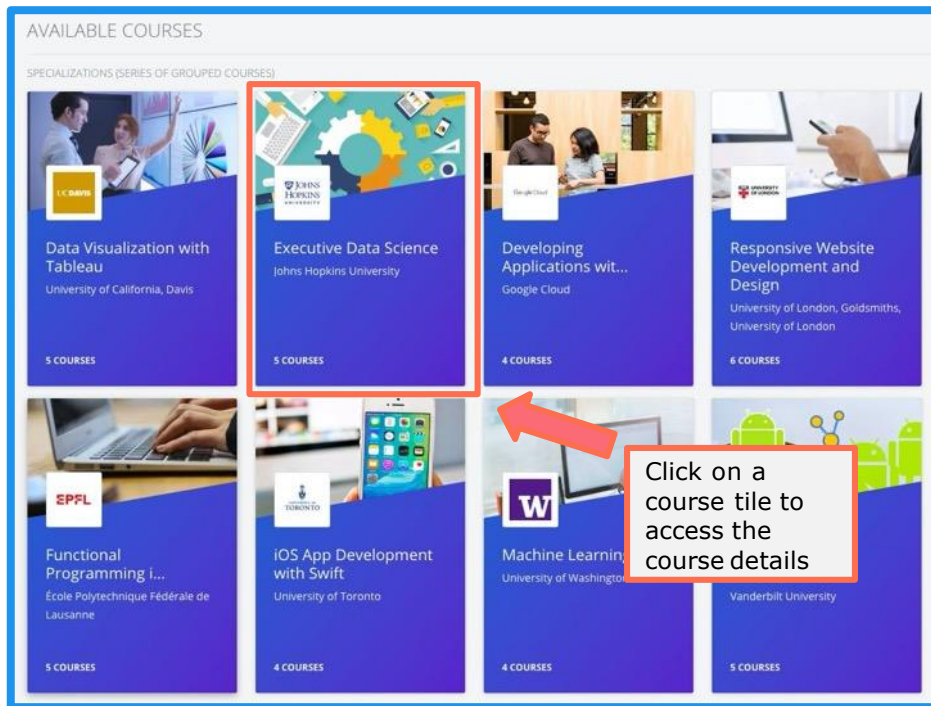 AVAILABLE COURSES
SPECIALIZATIONS (SERIES OF GROUPED COURSES)
UCDAVIS
Data Visualization with
Tableau
University of California, Davis
5 COURSES
JOHNS
HOPKINS
UNIVERSITY
Executive Data Science
Johns Hopkins University
5 COURSES
Google Cloud
Developing
Applications wit...
Google Cloud
4 COURSES
UNIVERSITY
OF LONDON
Responsive Website
Development and
Design
University of London, Goldsmiths,
University of London
6 COURSES
EPFL
Functional
Programming i...
École Polytechnique Fédérale de
Lausanne
5 COURSES
UNIVERSITY OF
TORONTO
iOS App Development
with Swift
University of Toronto
4 COURSES
W
Machine Learning
University of Washington
4 COURSES
Click on a
course tile to
access the
course details
Vanderbilt University
5 COURSES